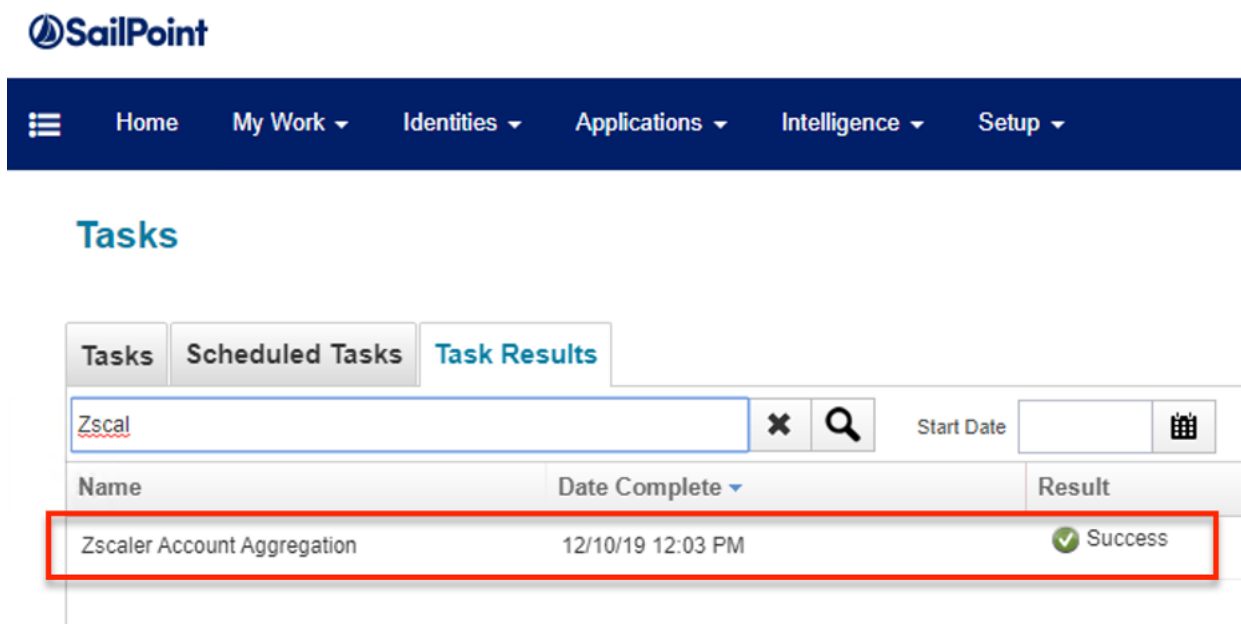 SailPoint
Home My Work Identities Applications Intelligence Setup
Tasks
Tasks Scheduled Tasks Task Results
Zscal Start Date
Name Date Complete Result
Zscaler Account Aggregation 12/10/19 12:03 PM Success